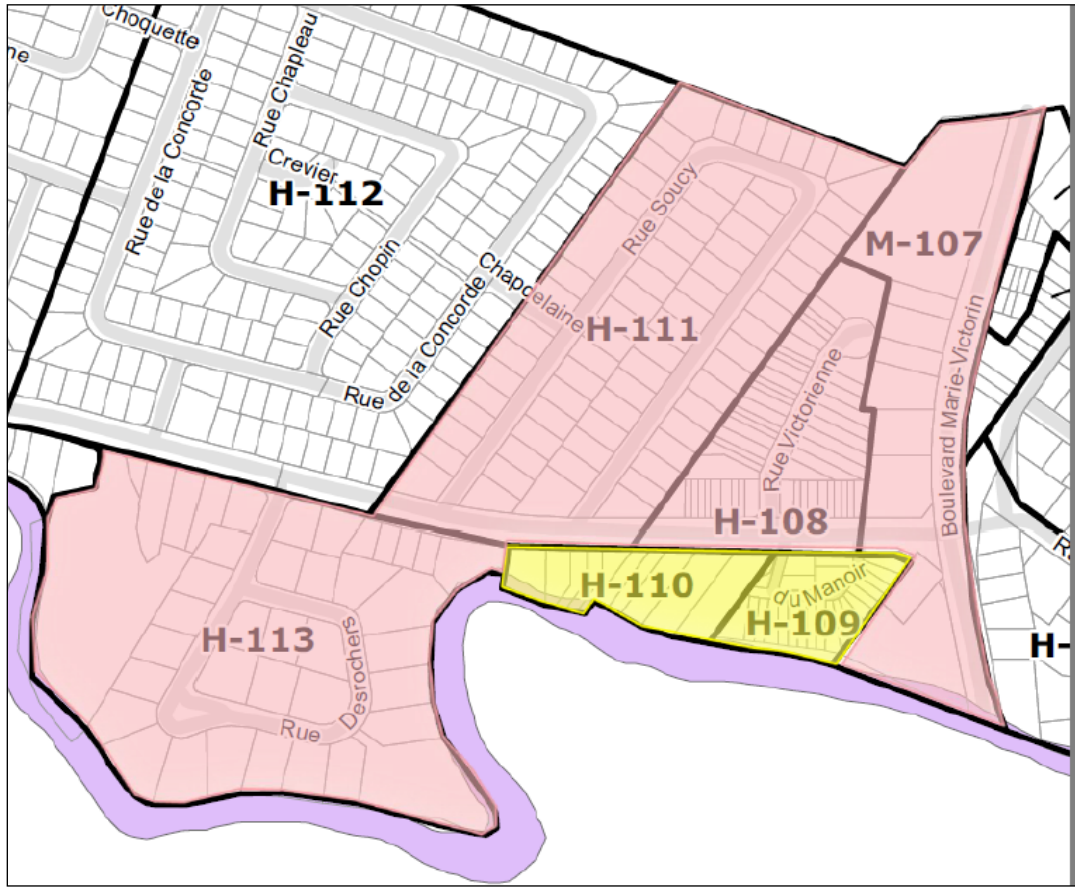 Choquette
ne
Rue de la Concorde
Rue Chapleau
Crevier
H-112
Rue Chopin
Rue de la Concorde
Chapdelaine
Rue Soucy
H-111
M-107
Rue Victorienne
Boulevard Marie-Victorin
H-108
H-110
du Manoir
H-109
H-113
Rue Desrochers
H-